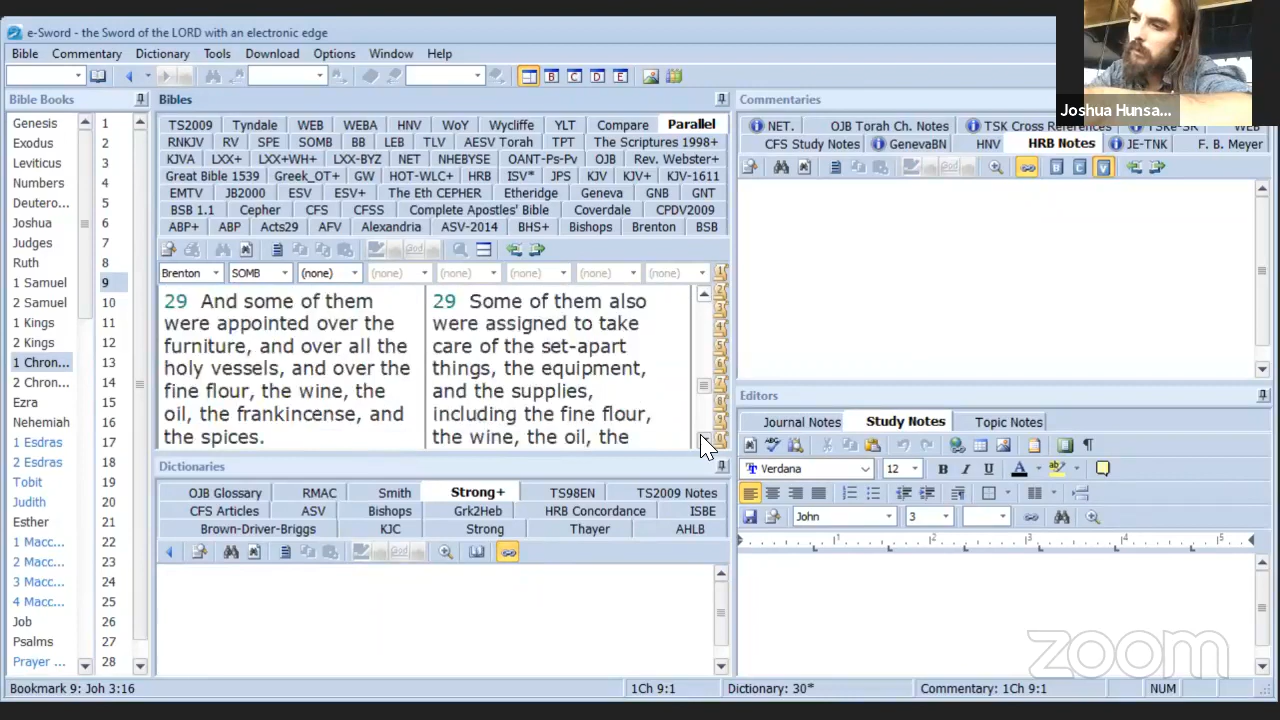 e-Sword - the Sword of the LORD with an electronic edge
Bible Commentary Dictionary Tools Download Options Window Help
Joshua Hunsa...
B C D E
Bible Books
Genesis
Exodus
Leviticus
Numbers
Deutero...
Joshua
Judges
Ruth
1 Samuel
2 Samuel
1 Kings
2 Kings
1 Chron...
2 Chron...
Ezra
Nehemiah
1 Esdras
2 Esdras
Tobit
Judith
Esther
1 Macc...
2 Macc...
3 Macc...
4 Macc...
Job
Psalms
Prayer ...
1
2
3
4
5
6
7
8
9
10
11
12
13
14
15
16
17
18
19
20
21
22
23
24
25
26
27
28
Bibles
TS2009 Tyndale WEB WEBA HNV WoY Wycliffe YLT Compare Parallel
RNKJV RV SPE SOMB BB LEB TLV AESV Torah TPT The Scriptures 1998+
KJVA LXX+ LXX+WH+ LXX-BYZ NET NHEBYSE OANT-Ps-Pv OJB Rev. Webster+
Great Bible 1539 Greek_OT+ GW HOT-WLC+ HRB ISV* JPS KJV KJV+ KJV-1611
EMTV JB2000 ESV ESV+ The Eth CEPHER Etheridge Geneva GNB GNT
BSB 1.1 Cepher CFS CFSS Complete Apostles' Bible Coverdale CPDV2009
ABP+ ABP Acts29 AFV Alexandria ASV-2014 BHS+ Bishops Brenton BSB
Brenton SOMB (none) (none) (none) (none) (none) (none)
29 And some of them
were appointed over the
furniture, and over all the
holy vessels, and over the
fine flour, the wine, the
oil, the frankincense, and
the spices.
29 Some of them also
were assigned to take
care of the set-apart
things, the equipment,
and the supplies,
including the fine flour,
the wine, the oil, the
Dictionaries
OJB Glossary RMAC Smith Strong+ TS98EN TS2009 Notes
CFS Articles ASV Bishops Grk2Heb HRB Concordance ISBE
Brown-Driver-Briggs KJC Strong Thayer AHLB
Commentaries
NET. OJB Torah Ch. Notes TSK Cross References TSKe-SR WEB
CFS Study Notes GenevaBN HNV HRB Notes JE-TNK F. B. Meyer
Editors
Journal Notes Study Notes Topic Notes
Verdana 12 B I U A
John 3
1 2 3 4 5
zoom
Bookmark 9: Joh 3:16 1Ch 9:1 Dictionary: 30* Commentary: 1Ch 9:1 NUM